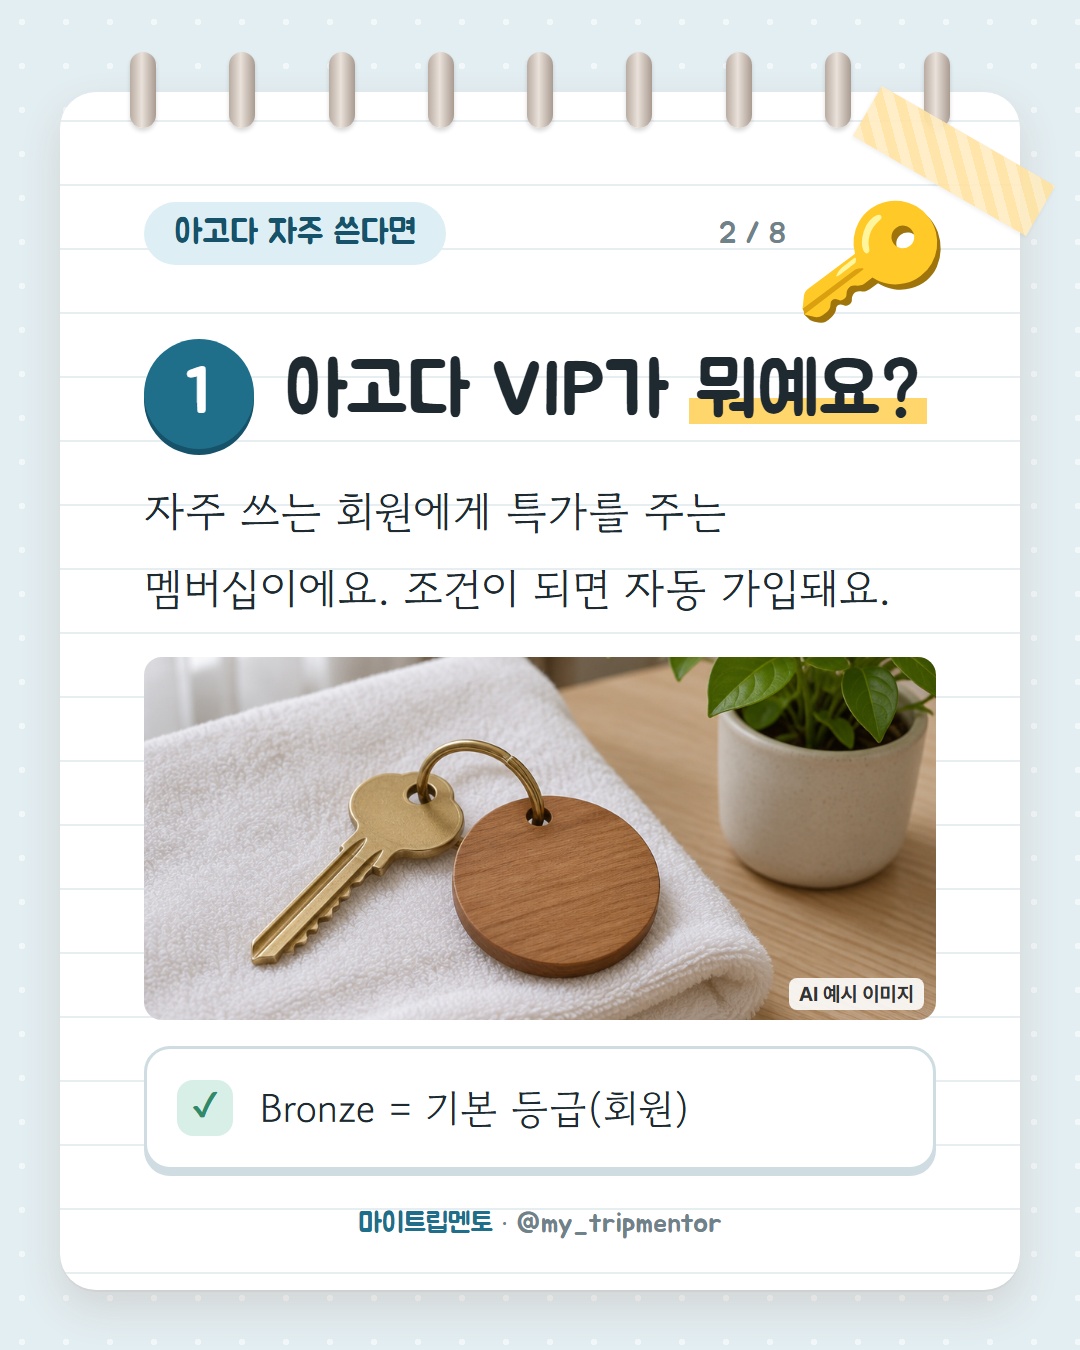 아고다 자주 쓴다면
2 / 8
1
아고다 VIP가 뭐예요?
자주 쓰는 회원에게 특가를 주는
멤버십이에요. 조건이 되면 자동 가입돼요.
AI 예시 이미지
✓ Bronze = 기본 등급(회원)
마이트립멘토 · @my_tripmentor